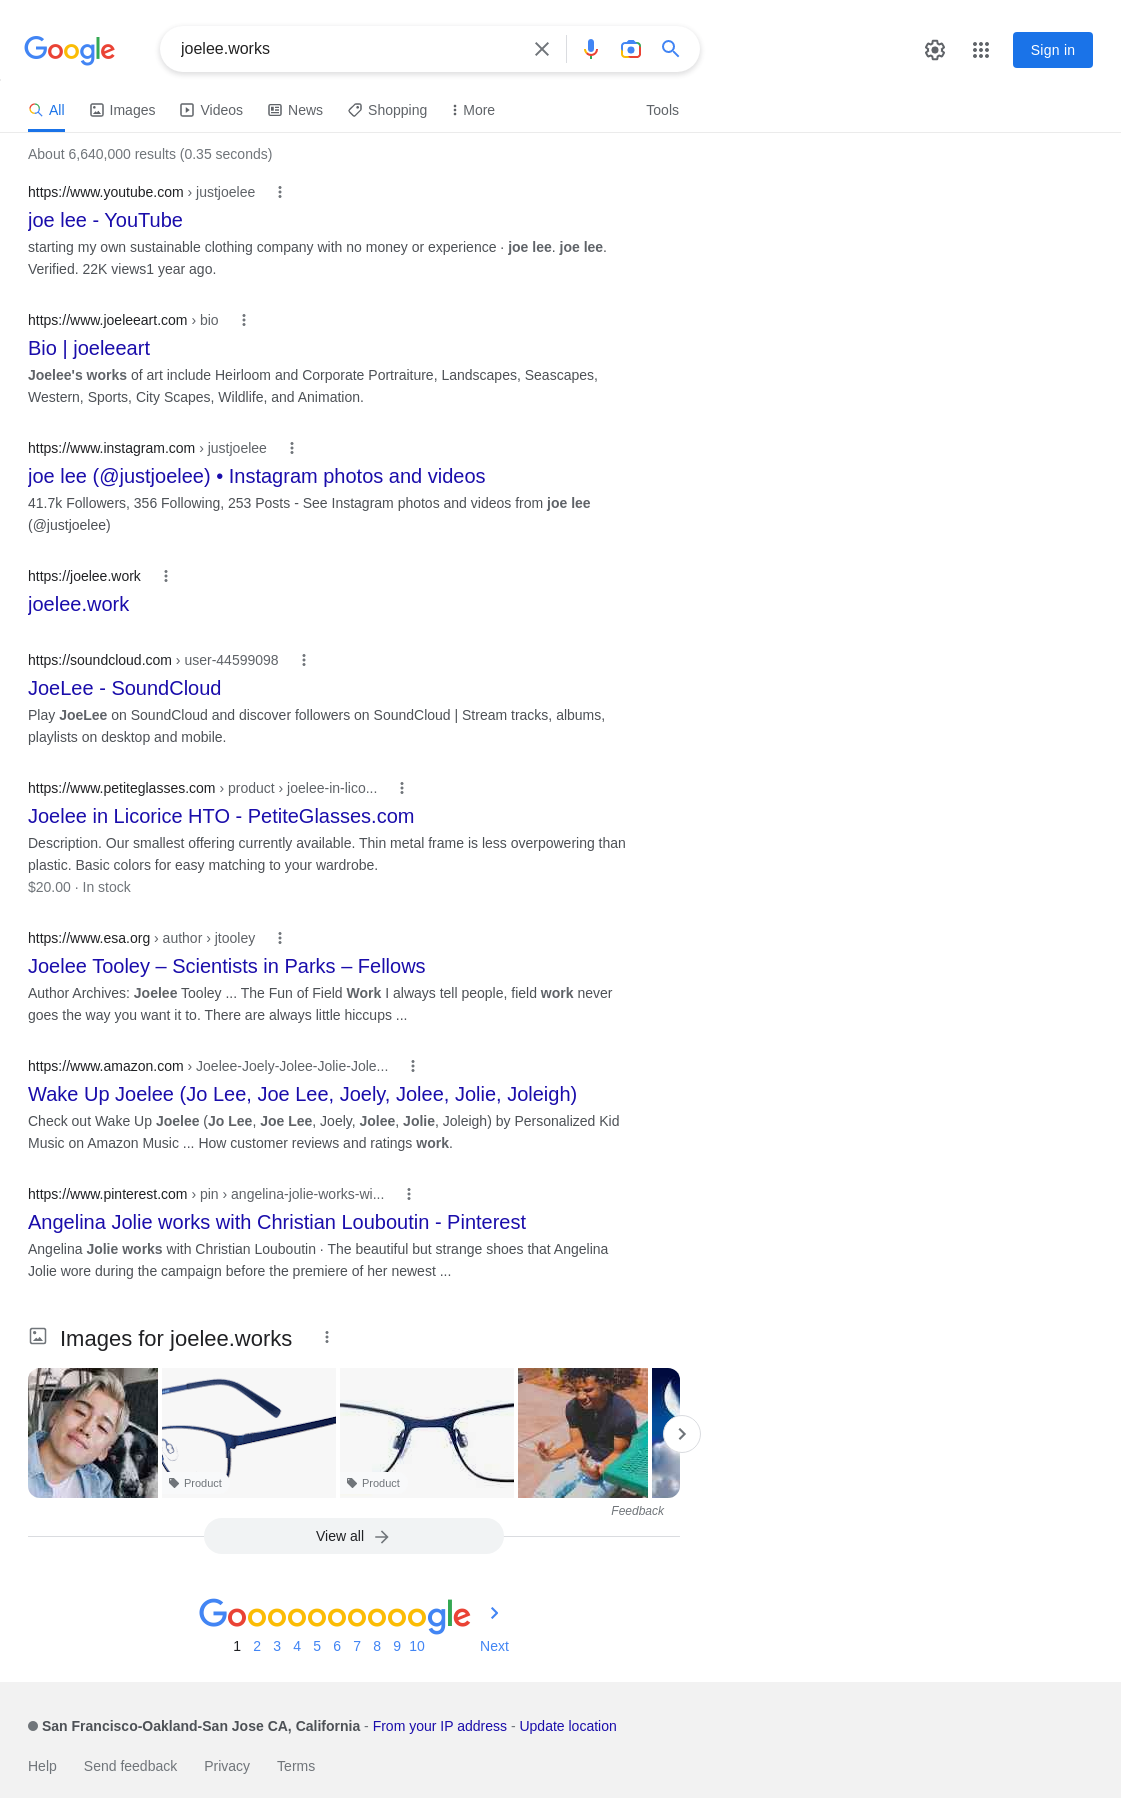 Google
joelee.works
Sign in
All Images Videos News Shopping More Tools
About 6,640,000 results (0.35 seconds)
https://www.youtube.com › justjoelee
joe lee - YouTube
starting my own sustainable clothing company with no money or experience · joe lee. joe lee.
Verified. 22K views1 year ago.
https://www.joeleeart.com › bio
Bio | joeleeart
Joelee's works of art include Heirloom and Corporate Portraiture, Landscapes, Seascapes,
Western, Sports, City Scapes, Wildlife, and Animation.
https://www.instagram.com › justjoelee
joe lee (@justjoelee) • Instagram photos and videos
41.7k Followers, 356 Following, 253 Posts - See Instagram photos and videos from joe lee
(@justjoelee)
https://joelee.work
joelee.work
https://soundcloud.com › user-44599098
JoeLee - SoundCloud
Play JoeLee on SoundCloud and discover followers on SoundCloud | Stream tracks, albums,
playlists on desktop and mobile.
https://www.petiteglasses.com › product › joelee-in-lico...
Joelee in Licorice HTO - PetiteGlasses.com
Description. Our smallest offering currently available. Thin metal frame is less overpowering than
plastic. Basic colors for easy matching to your wardrobe.
$20.00 · In stock
https://www.esa.org › author › jtooley
Joelee Tooley – Scientists in Parks – Fellows
Author Archives: Joelee Tooley ... The Fun of Field Work I always tell people, field work never
goes the way you want it to. There are always little hiccups ...
https://www.amazon.com › Joelee-Joely-Jolee-Jolie-Jole...
Wake Up Joelee (Jo Lee, Joe Lee, Joely, Jolee, Jolie, Joleigh)
Check out Wake Up Joelee (Jo Lee, Joe Lee, Joely, Jolee, Jolie, Joleigh) by Personalized Kid
Music on Amazon Music ... How customer reviews and ratings work.
https://www.pinterest.com › pin › angelina-jolie-works-wi...
Angelina Jolie works with Christian Louboutin - Pinterest
Angelina Jolie works with Christian Louboutin · The beautiful but strange shoes that Angelina
Jolie wore during the campaign before the premiere of her newest ...
Images for joelee.works
Product Product
Feedback
View all
Goooooooooogle
1 2 3 4 5 6 7 8 9 10 Next
San Francisco-Oakland-San Jose CA, California - From your IP address - Update location
Help Send feedback Privacy Terms